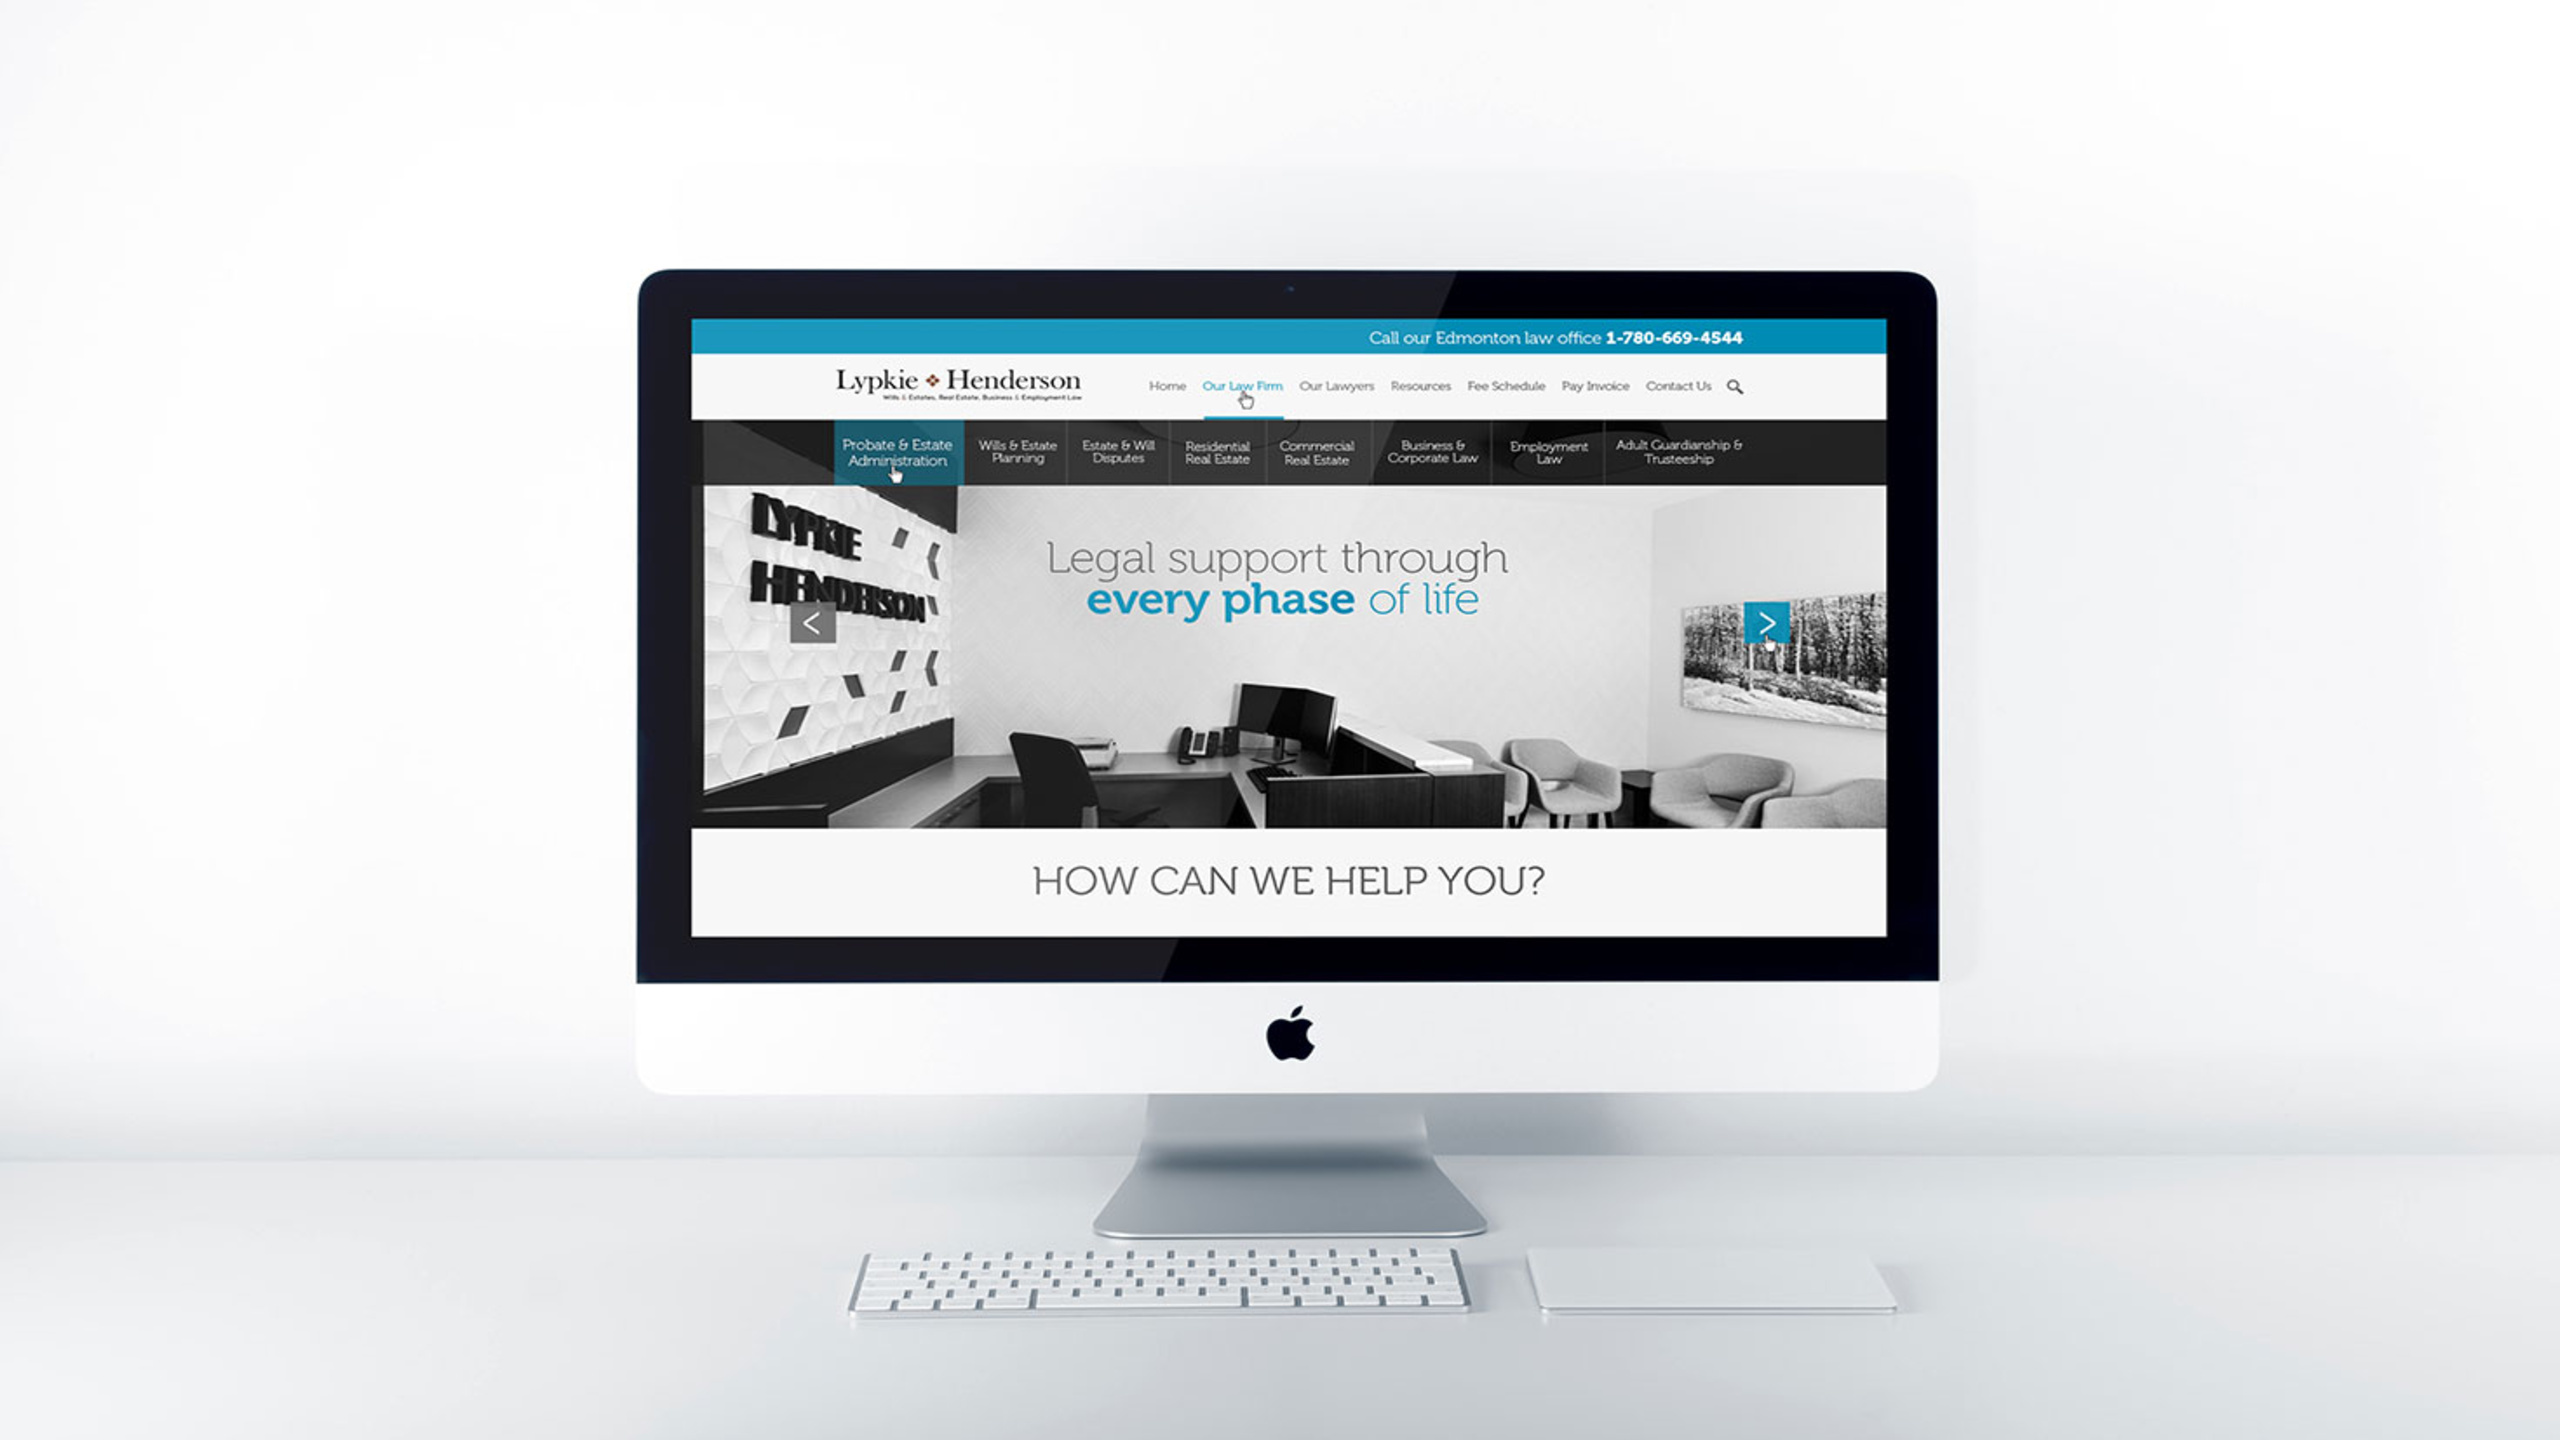 Call our Edmonton law office 1-780-669-4544
Lypkie Henderson
Wills & Estates, Real Estate, Business & Employment Law
Home Our Law Firm Our Lawyers Resources Fee Schedule Pay Invoice Contact Us
Probate & Estate
Administration
Wills & Estate
Planning
Estate & Will
Disputes
Residential
Real Estate
Commercial
Real Estate
Business &
Corporate Law
Employment
Law
Adult Guardianship &
Trusteeship
LYPKIE
HENDERSON
Legal support through
every phase of life
HOW CAN WE HELP YOU?